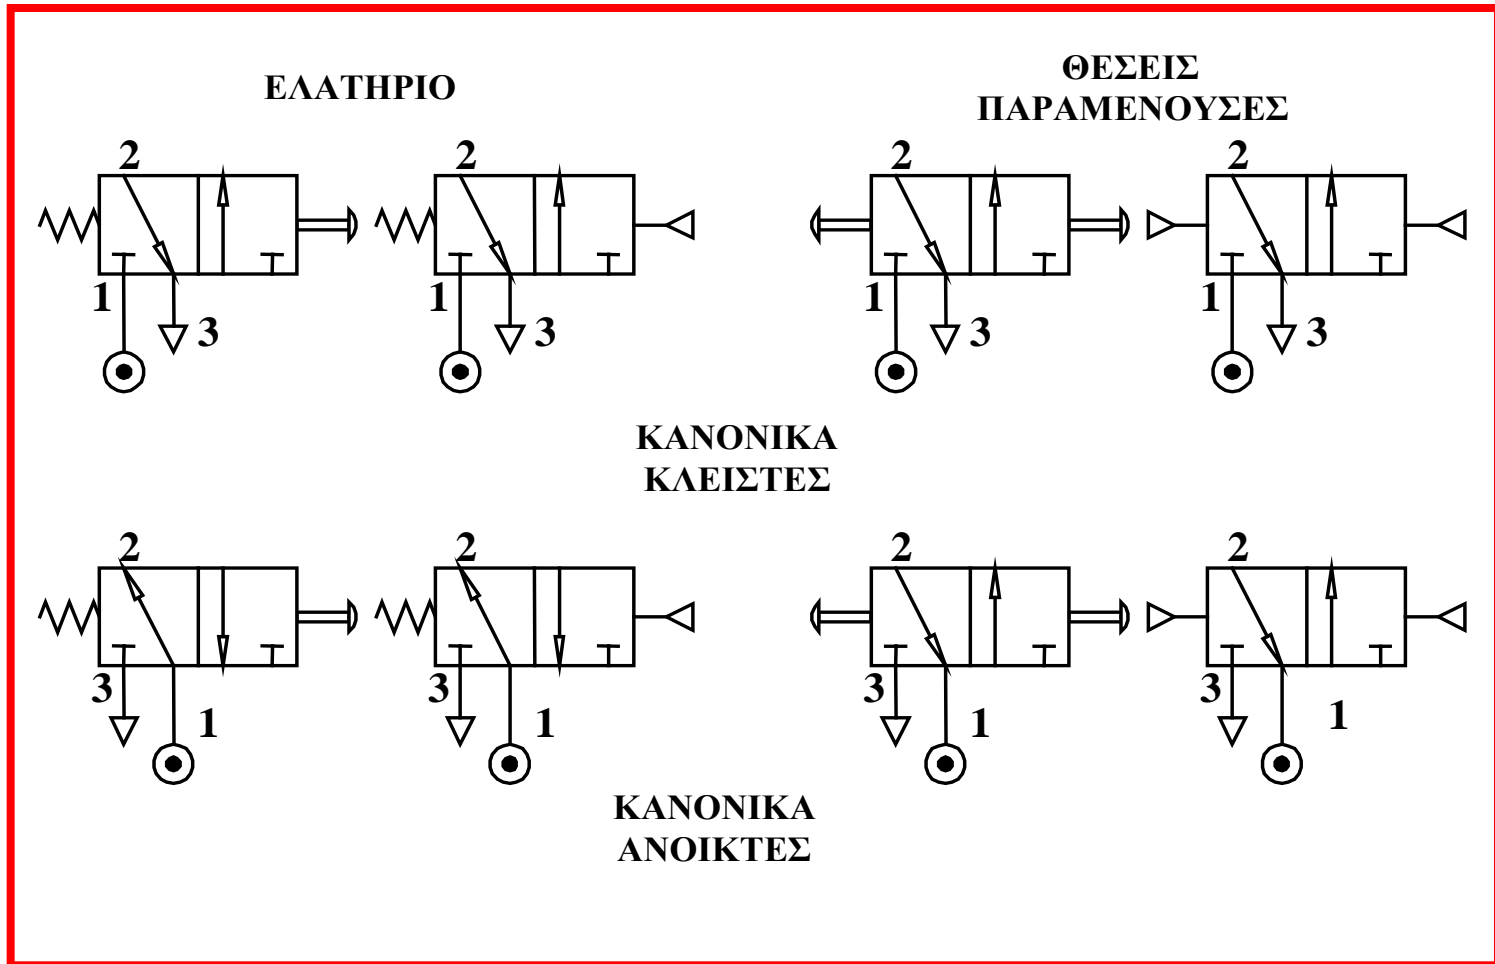 ΕΛΑΤΗΡΙΟ
ΘΕΣΕΙΣ
ΠΑΡΑΜΕΝΟΥΣΕΣ
2 2 2 2
1 1 1 1
3 3 3 3
ΚΑΝΟΝΙΚΑ
ΚΛΕΙΣΤΕΣ
2 2 2 2
3 3 3 3
1 1 1 1
ΚΑΝΟΝΙΚΑ
ΑΝΟΙΚΤΕΣ